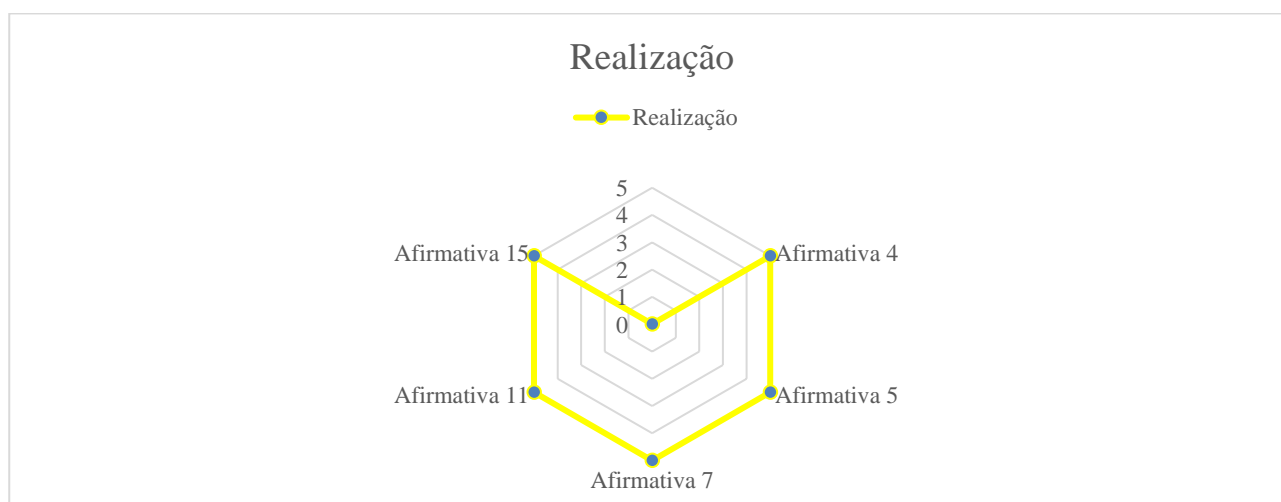 Realização
Realização
5
4
3
2
1
0
Afirmativa 15
Afirmativa 4
Afirmativa 11
Afirmativa 5
Afirmativa 7